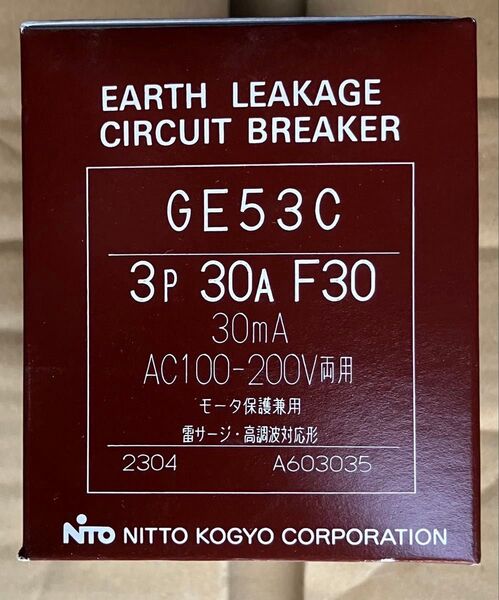 EARTH LEAKAGE
CIRCUIT BREAKER
GE53C
3P 30A F30
30mA
AC100-200V両用
モータ保護兼用
雷サージ・高調波対応形
2304 A603035
NiTO NITTO KOGYO CORPORATION